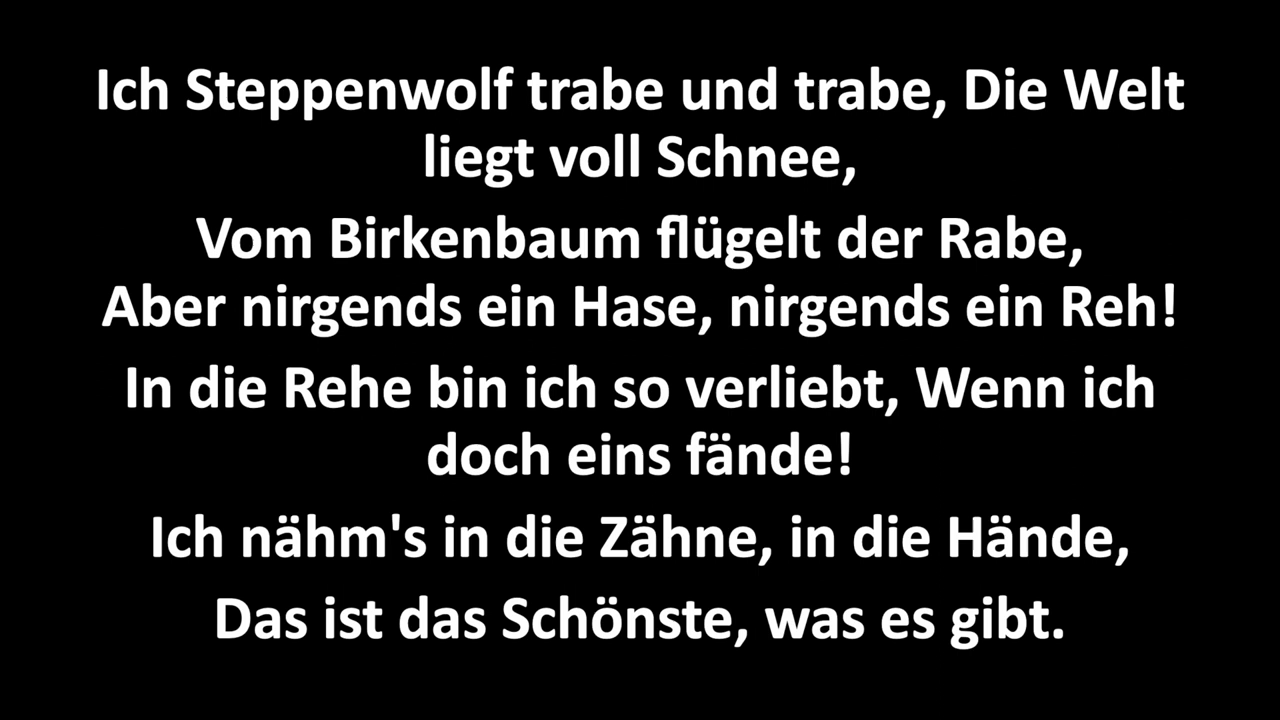 Ich Steppenwolf trabe und trabe, Die Welt
liegt voll Schnee,
Vom Birkenbaum flügelt der Rabe,
Aber nirgends ein Hase, nirgends ein Reh!
In die Rehe bin ich so verliebt, Wenn ich
doch eins fände!
Ich nähm's in die Zähne, in die Hände,
Das ist das Schönste, was es gibt.